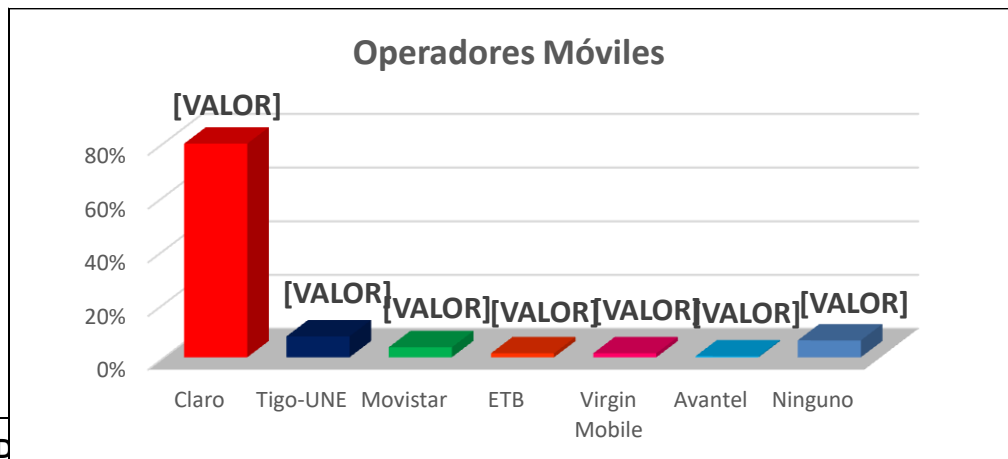 Operadores Móviles
[VALOR]
80%
60%
40%
20%
0%
[VALOR] [VALOR] [VALOR] [VALOR] [VALOR] [VALOR]
Claro Tigo-UNE Movistar ETB Virgin Mobile Avantel Ninguno